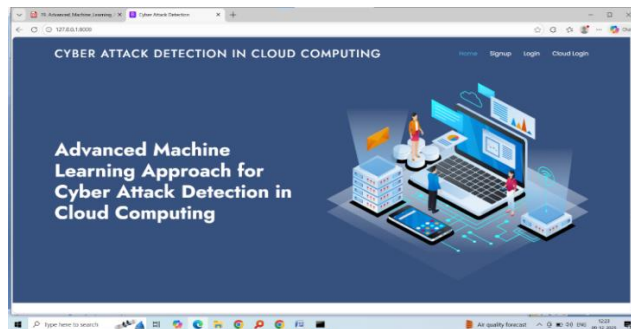 Cyber Attack Detection
127.0.0.1:8000
CYBER ATTACK DETECTION IN CLOUD COMPUTING
Home Signup Login Cloud Login
Advanced Machine
Learning Approach for
Cyber Attack Detection in
Cloud Computing
Type here to search
Air quality forecast
ENG